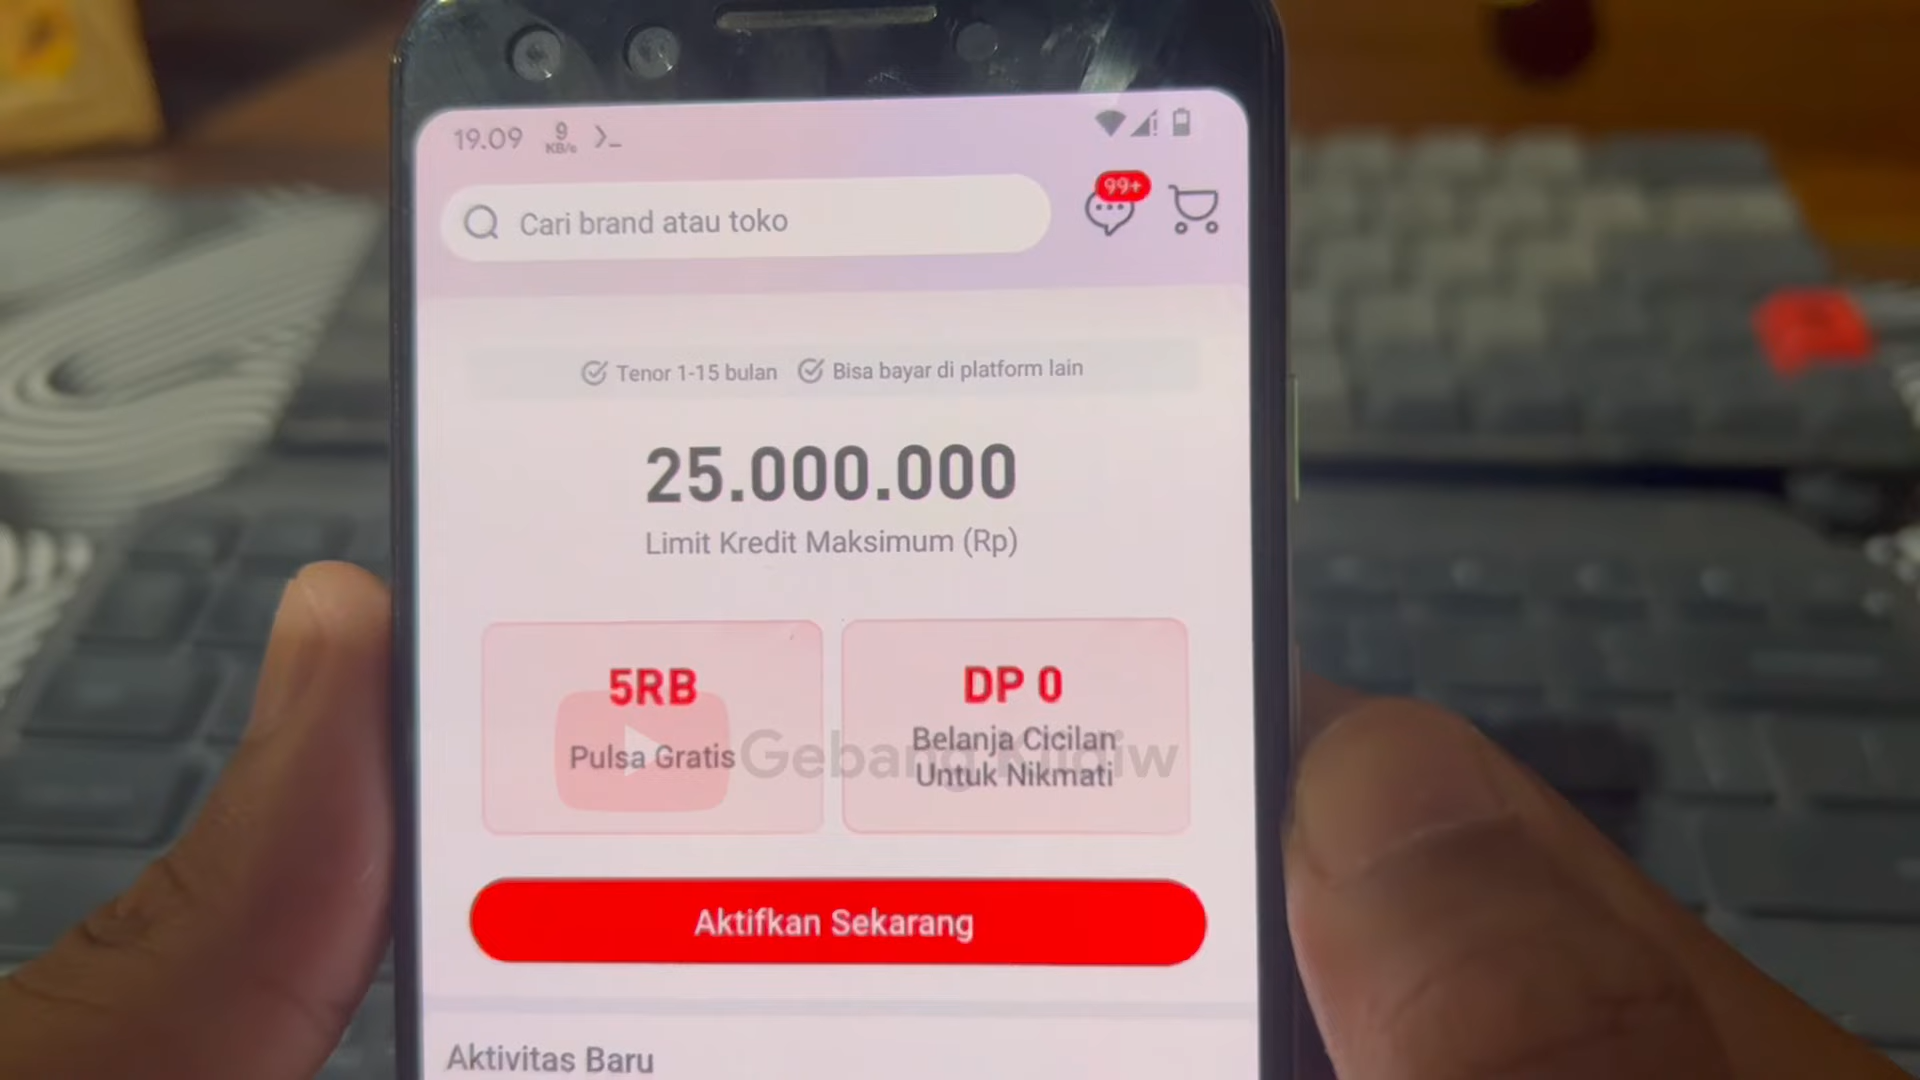 19.09
9
KB/s
99+
Cari brand atau toko
Tenor 1-15 bulan
Bisa bayar di platform lain
25.000.000
Limit Kredit Maksimum (Rp)
5RB
Pulsa Gratis
DP 0
Belanja Cicilan
Untuk Nikmati
Aktifkan Sekarang
Aktivitas Baru